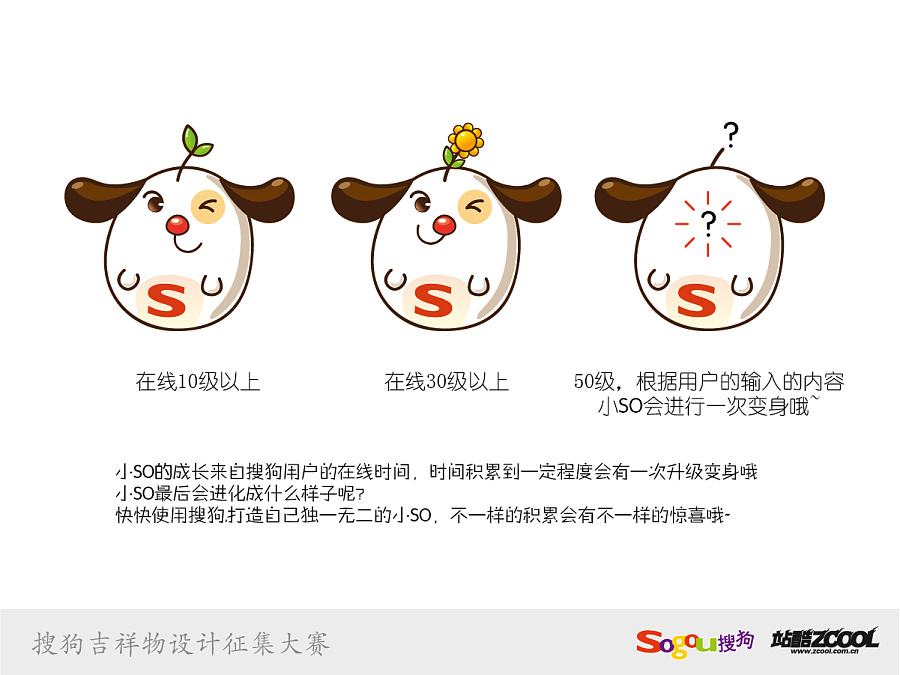 ?
?
S
S
S
在线10级以上
在线30级以上
50级，根据用户的输入的内容
小SO会进行一次变身哦~
小SO的成长来自搜狗用户的在线时间，时间积累到一定程度会有一次升级变身哦
小SO最后会进化成什么样子呢？
快快使用搜狗,打造自己独一无二的小SO，不一样的积累会有不一样的惊喜哦~
搜狗吉祥物设计征集大赛
Sogou搜狗
站酷ZCOOL
www.zcool.com.cn